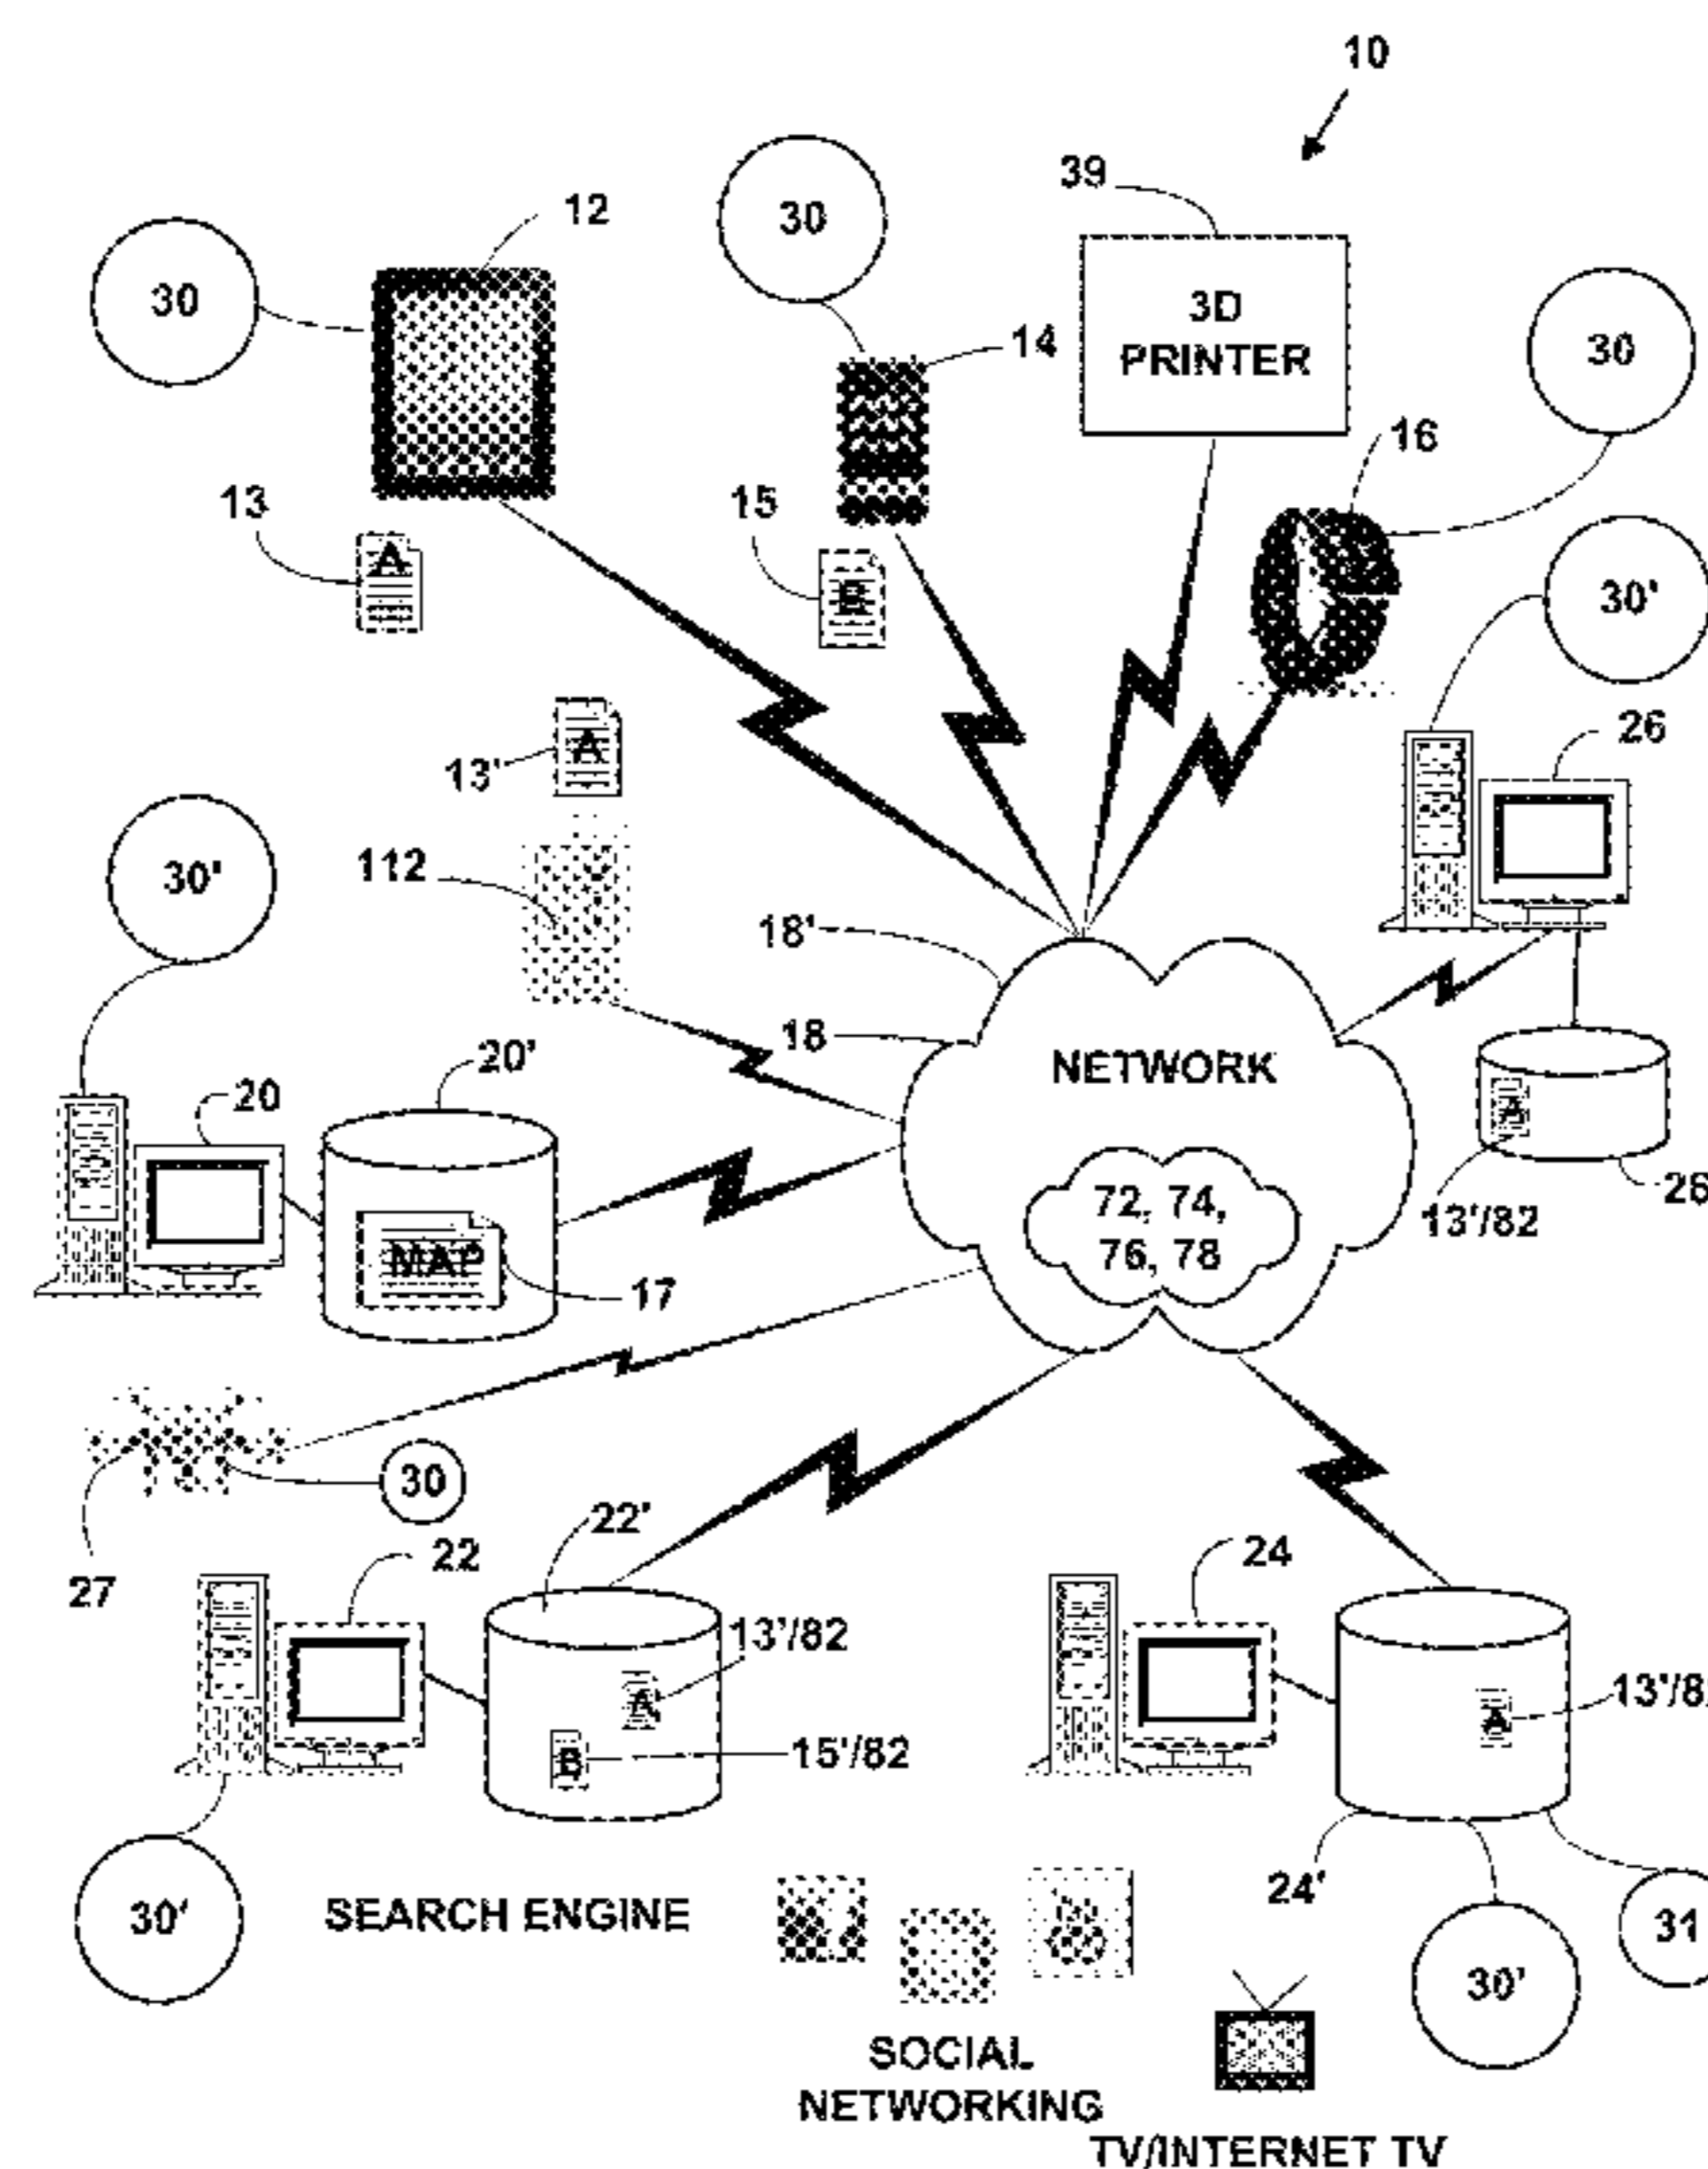 10
39
12
30
30
3D
PRINTER
30
14
16
13
15
A
B
30'
30'
13'
A
26
112
18'
18
NETWORK
20
20'
A
13'/82
26
72, 74,
76, 78
MAP
17
30
27
22
22'
24
13'/82
A
13'/8
A
15'/82
B
24'
30'
SEARCH ENGINE
31
30'
SOCIAL
NETWORKING
TV/INTERNET TV